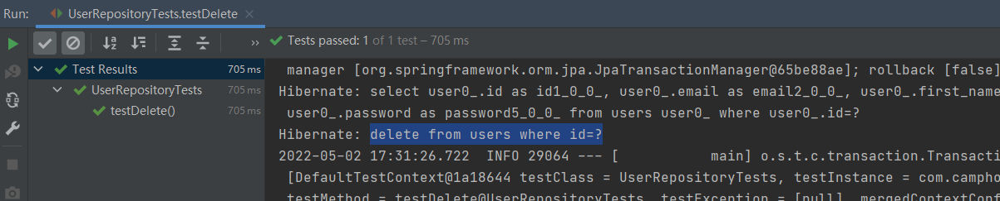 Run: UserRepositoryTests.testDelete ×
» Tests passed: 1 of 1 test – 705 ms
Test Results 705 ms
UserRepositoryTests 705 ms
testDelete() 705 ms
manager [org.springframework.orm.jpa.JpaTransactionManager@65be88ae]; rollback [false]
Hibernate: select user0_.id as id1_0_0_, user0_.email as email2_0_0_, user0_.first_name
user0_.password as password5_0_0_ from users user0_ where user0_.id=?
Hibernate: delete from users where id=?
2022-05-02 17:31:26.722 INFO 29064 --- [ main] o.s.t.c.transaction.Transactio
[DefaultTestContext@1a18644 testClass = UserRepositoryTests, testInstance = com.campho
testMethod = testDelete@UserRepositoryTests, testException = [null], mergedContextCon